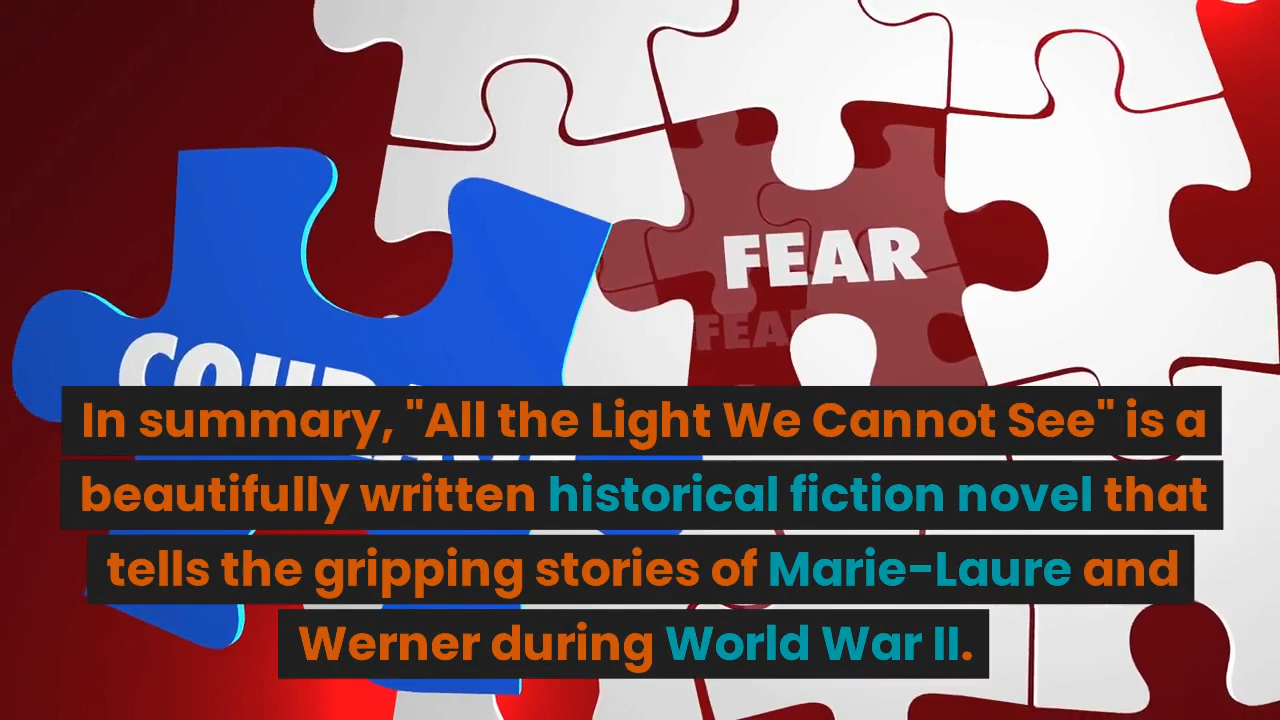 FEAR
FEAR
In summary, "All the Light We Cannot See" is a
beautifully written historical fiction novel that
tells the gripping stories of Marie-Laure and
Werner during World War II.